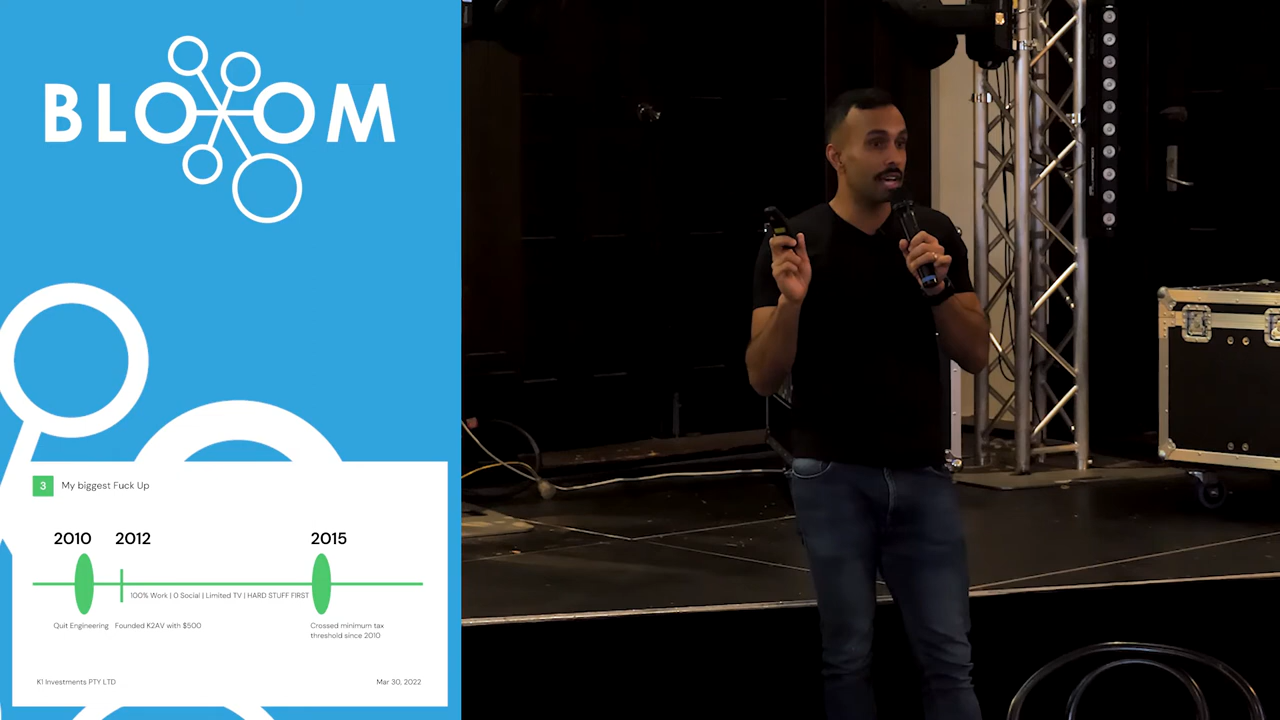 BLOOM
3 My biggest Fuck Up
2010 2012 2015
100% Work | 0 Social | Limited TV | HARD STUFF FIRST
Quit Engineering Founded K2AV with $500 Crossed minimum tax
threshold since 2010
K1 Investments PTY LTD Mar 30, 2022